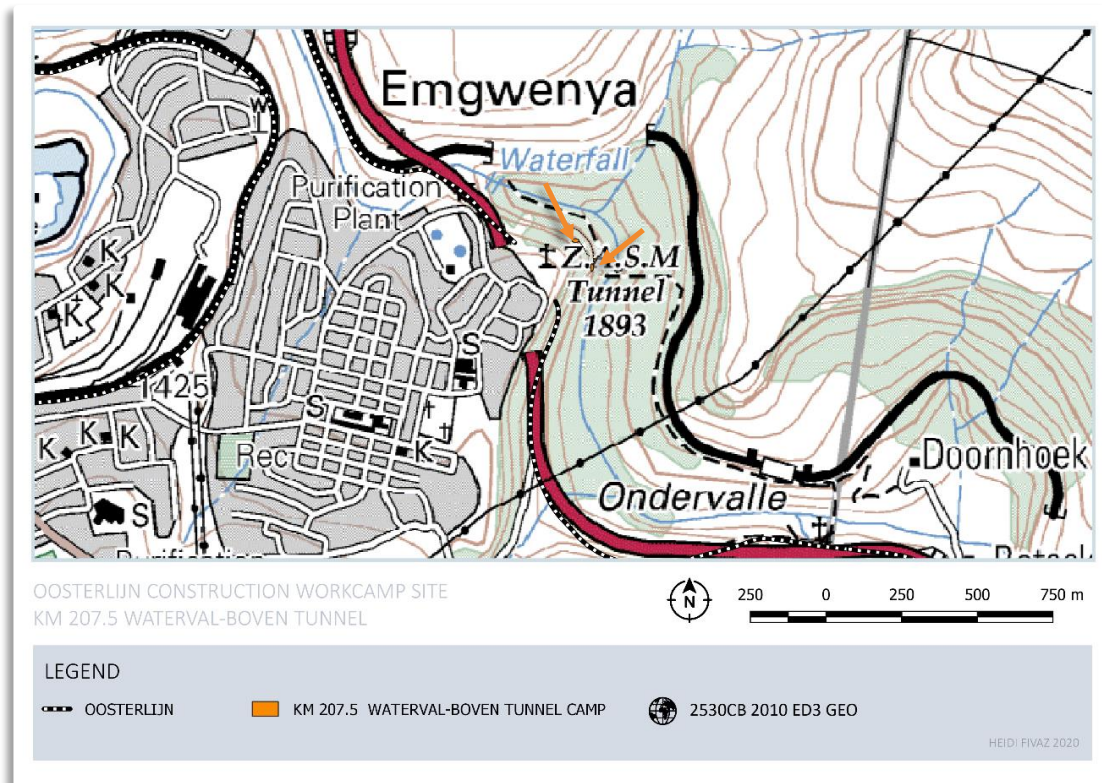 Emgwenya
Waterfall
Purification
Plant
W
K
K
K
Z.A.S.M
Tunnel
1893
S
1425
S
K
K
K
K
Rec
Doornhoek
Ondervalle
S
OOSTERLIJN CONSTRUCTION WORKCAMP SITE
KM 207.5 WATERVAL-BOVEN TUNNEL
N
250 0 250 500 750 m
LEGEND
OOSTERLIJN
KM 207.5 WATERVAL-BOVEN TUNNEL CAMP
2530CB 2010 ED3 GEO
HEIDI FIVAZ 2020